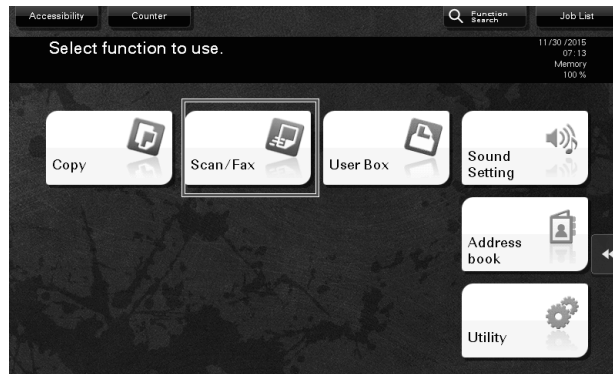 Accessibility
Counter
Function
Search
Job List
Select function to use.
11/30 /2015
07:13
Memory
100 %
Copy
Scan/Fax
User Box
Sound
Setting
Address
book
Utility